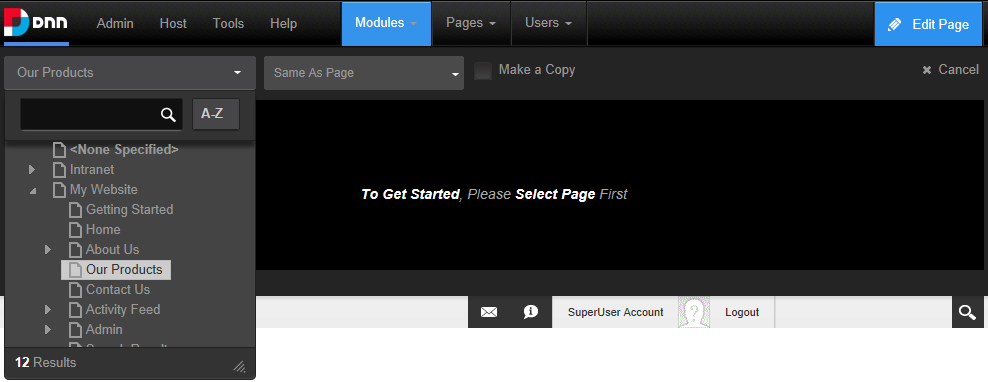 DNN Admin Host Tools Help Modules Pages Users Edit Page
Our Products Same As Page Make a Copy Cancel
A-Z
<None Specified>
Intranet
My Website
To Get Started, Please Select Page First
Getting Started
Home
About Us
Our Products
Contact Us
Activity Feed
SuperUser Account Logout
Admin
12 Results